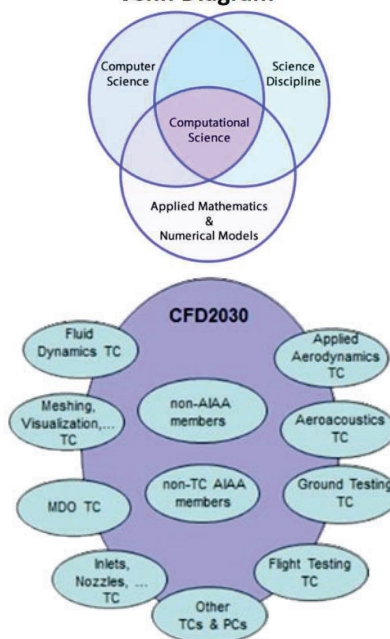 Computer
Science
Science
Discipline
Computational
Science
Applied Mathematics
&
Numerical Models
CFD2030
Fluid
Dynamics TC
Applied
Aerodynamics
TC
Meshing,
Visualization,...
TC
non-AIAA
members
Aeroacoustics
TC
MDO TC
non-TC AIAA
members
Ground Testing
TC
Inlets,
Nozzles, ...
TC
Flight Testing
TC
Other
TCs & PCs